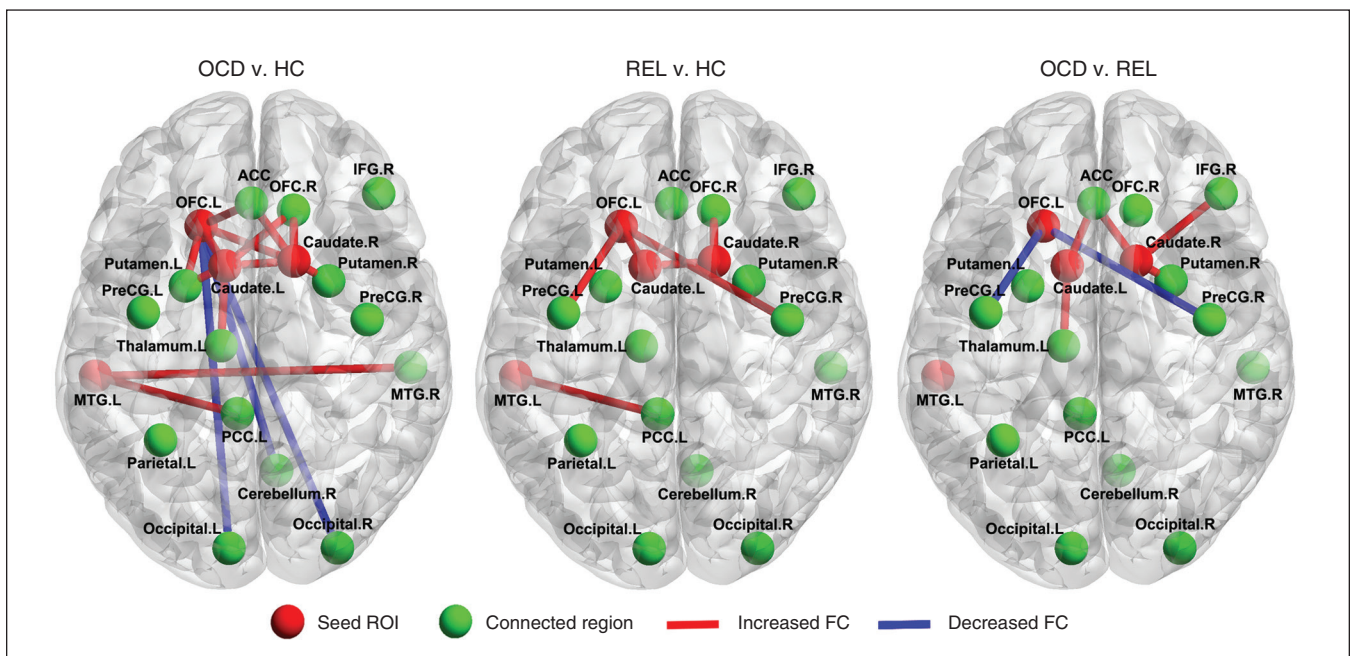 OCD v. HC
REL v. HC
OCD v. REL
ACC
OFC.R
IFG.R
OFC.L
Caudate.R
Putamen.L
Putamen.R
PreCG.L
Caudate.L
PreCG.R
Thalamum.L
MTG.L
MTG.R
PCC.L
Parietal.L
Cerebellum.R
Occipital.L
Occipital.R
ACC
OFC.R
IFG.R
OFC.L
Caudate.R
Putamen.L
Putamen.R
PreCG.L
Caudate.L
PreCG.R
Thalamum.L
MTG.L
MTG.R
PCC.L
Parietal.L
Cerebellum.R
Occipital.L
Occipital.R
ACC
OFC.R
IFG.R
OFC.L
Caudate.R
Putamen.L
Putamen.R
PreCG.L
Caudate.L
PreCG.R
Thalamum.L
MTG.L
MTG.R
PCC.L
Parietal.L
Cerebellum.R
Occipital.L
Occipital.R
Seed ROI Connected region Increased FC Decreased FC